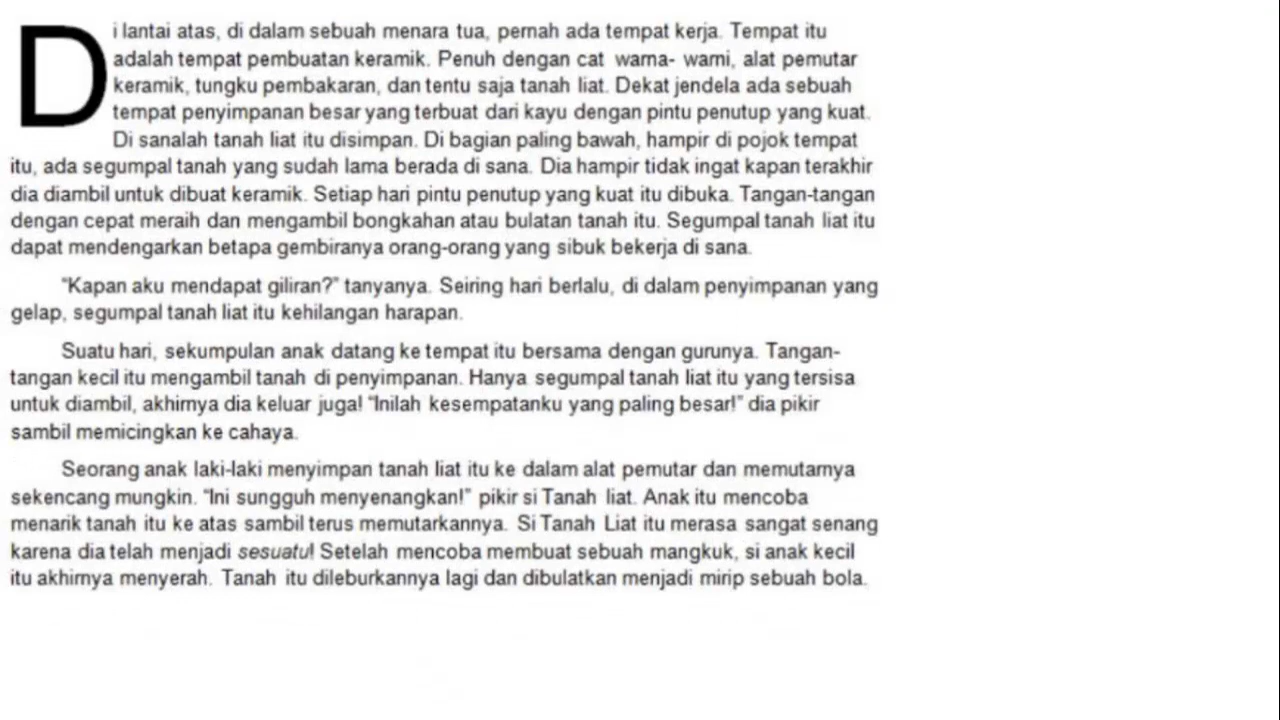 Di lantai atas, di dalam sebuah menara tua, pernah ada tempat kerja. Tempat itu
adalah tempat pembuatan keramik. Penuh dengan cat warna- warni, alat pemutar
keramik, tungku pembakaran, dan tentu saja tanah liat. Dekat jendela ada sebuah
tempat penyimpanan besar yang terbuat dari kayu dengan pintu penutup yang kuat.
Di sanalah tanah liat itu disimpan. Di bagian paling bawah, hampir di pojok tempat
itu, ada segumpal tanah yang sudah lama berada di sana. Dia hampir tidak ingat kapan terakhir
dia diambil untuk dibuat keramik. Setiap hari pintu penutup yang kuat itu dibuka. Tangan-tangan
dengan cepat meraih dan mengambil bongkahan atau bulatan tanah itu. Segumpal tanah liat itu
dapat mendengarkan betapa gembiranya orang-orang yang sibuk bekerja di sana.
“Kapan aku mendapat giliran?” tanyanya. Seiring hari berlalu, di dalam penyimpanan yang
gelap, segumpal tanah liat itu kehilangan harapan.
Suatu hari, sekumpulan anak datang ke tempat itu bersama dengan gurunya. Tangan-
tangan kecil itu mengambil tanah di penyimpanan. Hanya segumpal tanah liat itu yang tersisa
untuk diambil, akhirnya dia keluar juga! “Inilah kesempatanku yang paling besar!” dia pikir
sambil memicingkan ke cahaya.
Seorang anak laki-laki menyimpan tanah liat itu ke dalam alat pemutar dan memutarnya
sekencang mungkin. “Ini sungguh menyenangkan!” pikir si Tanah liat. Anak itu mencoba
menarik tanah itu ke atas sambil terus memutarkannya. Si Tanah Liat itu merasa sangat senang
karena dia telah menjadi sesuatu! Setelah mencoba membuat sebuah mangkuk, si anak kecil
itu akhirnya menyerah. Tanah itu dileburkannya lagi dan dibulatkan menjadi mirip sebuah bola.